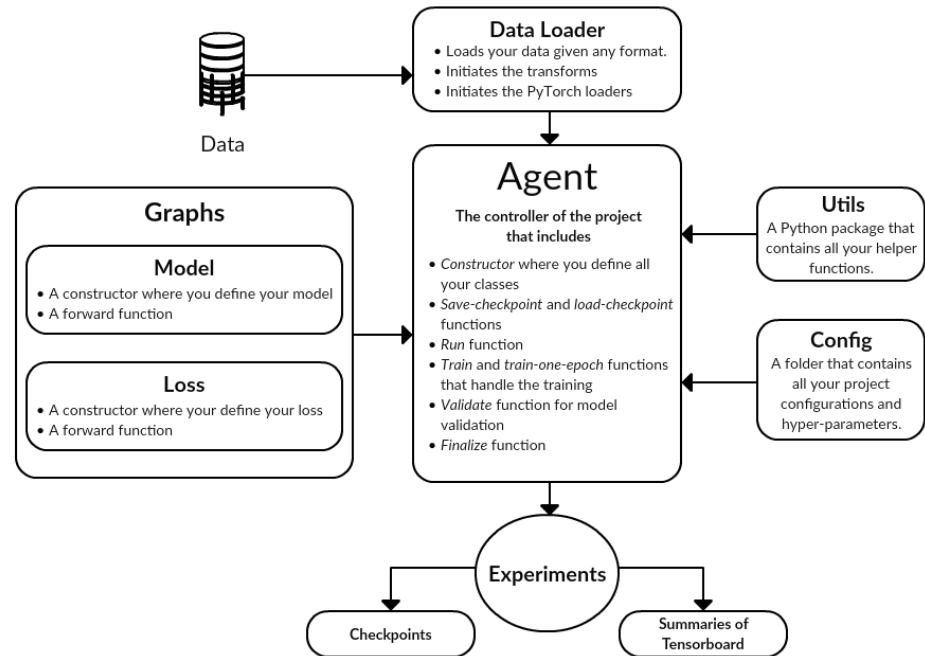 Data Loader
• Loads your data given any format.
• Initiates the transforms
• Initiates the PyTorch loaders
Data
Agent
The controller of the project
that includes
• Constructor where you define all
your classes
• Save-checkpoint and load-checkpoint
functions
• Run function
• Train and train-one-epoch functions
that handle the training
• Validate function for model
validation
• Finalize function
Graphs
Model
• A constructor where you define your model
• A forward function
Loss
• A constructor where your define your loss
• A forward function
Utils
A Python package that
contains all your helper
functions.
Config
A folder that contains
all your project
configurations and
hyper-parameters.
Experiments
Checkpoints
Summaries of
Tensorboard